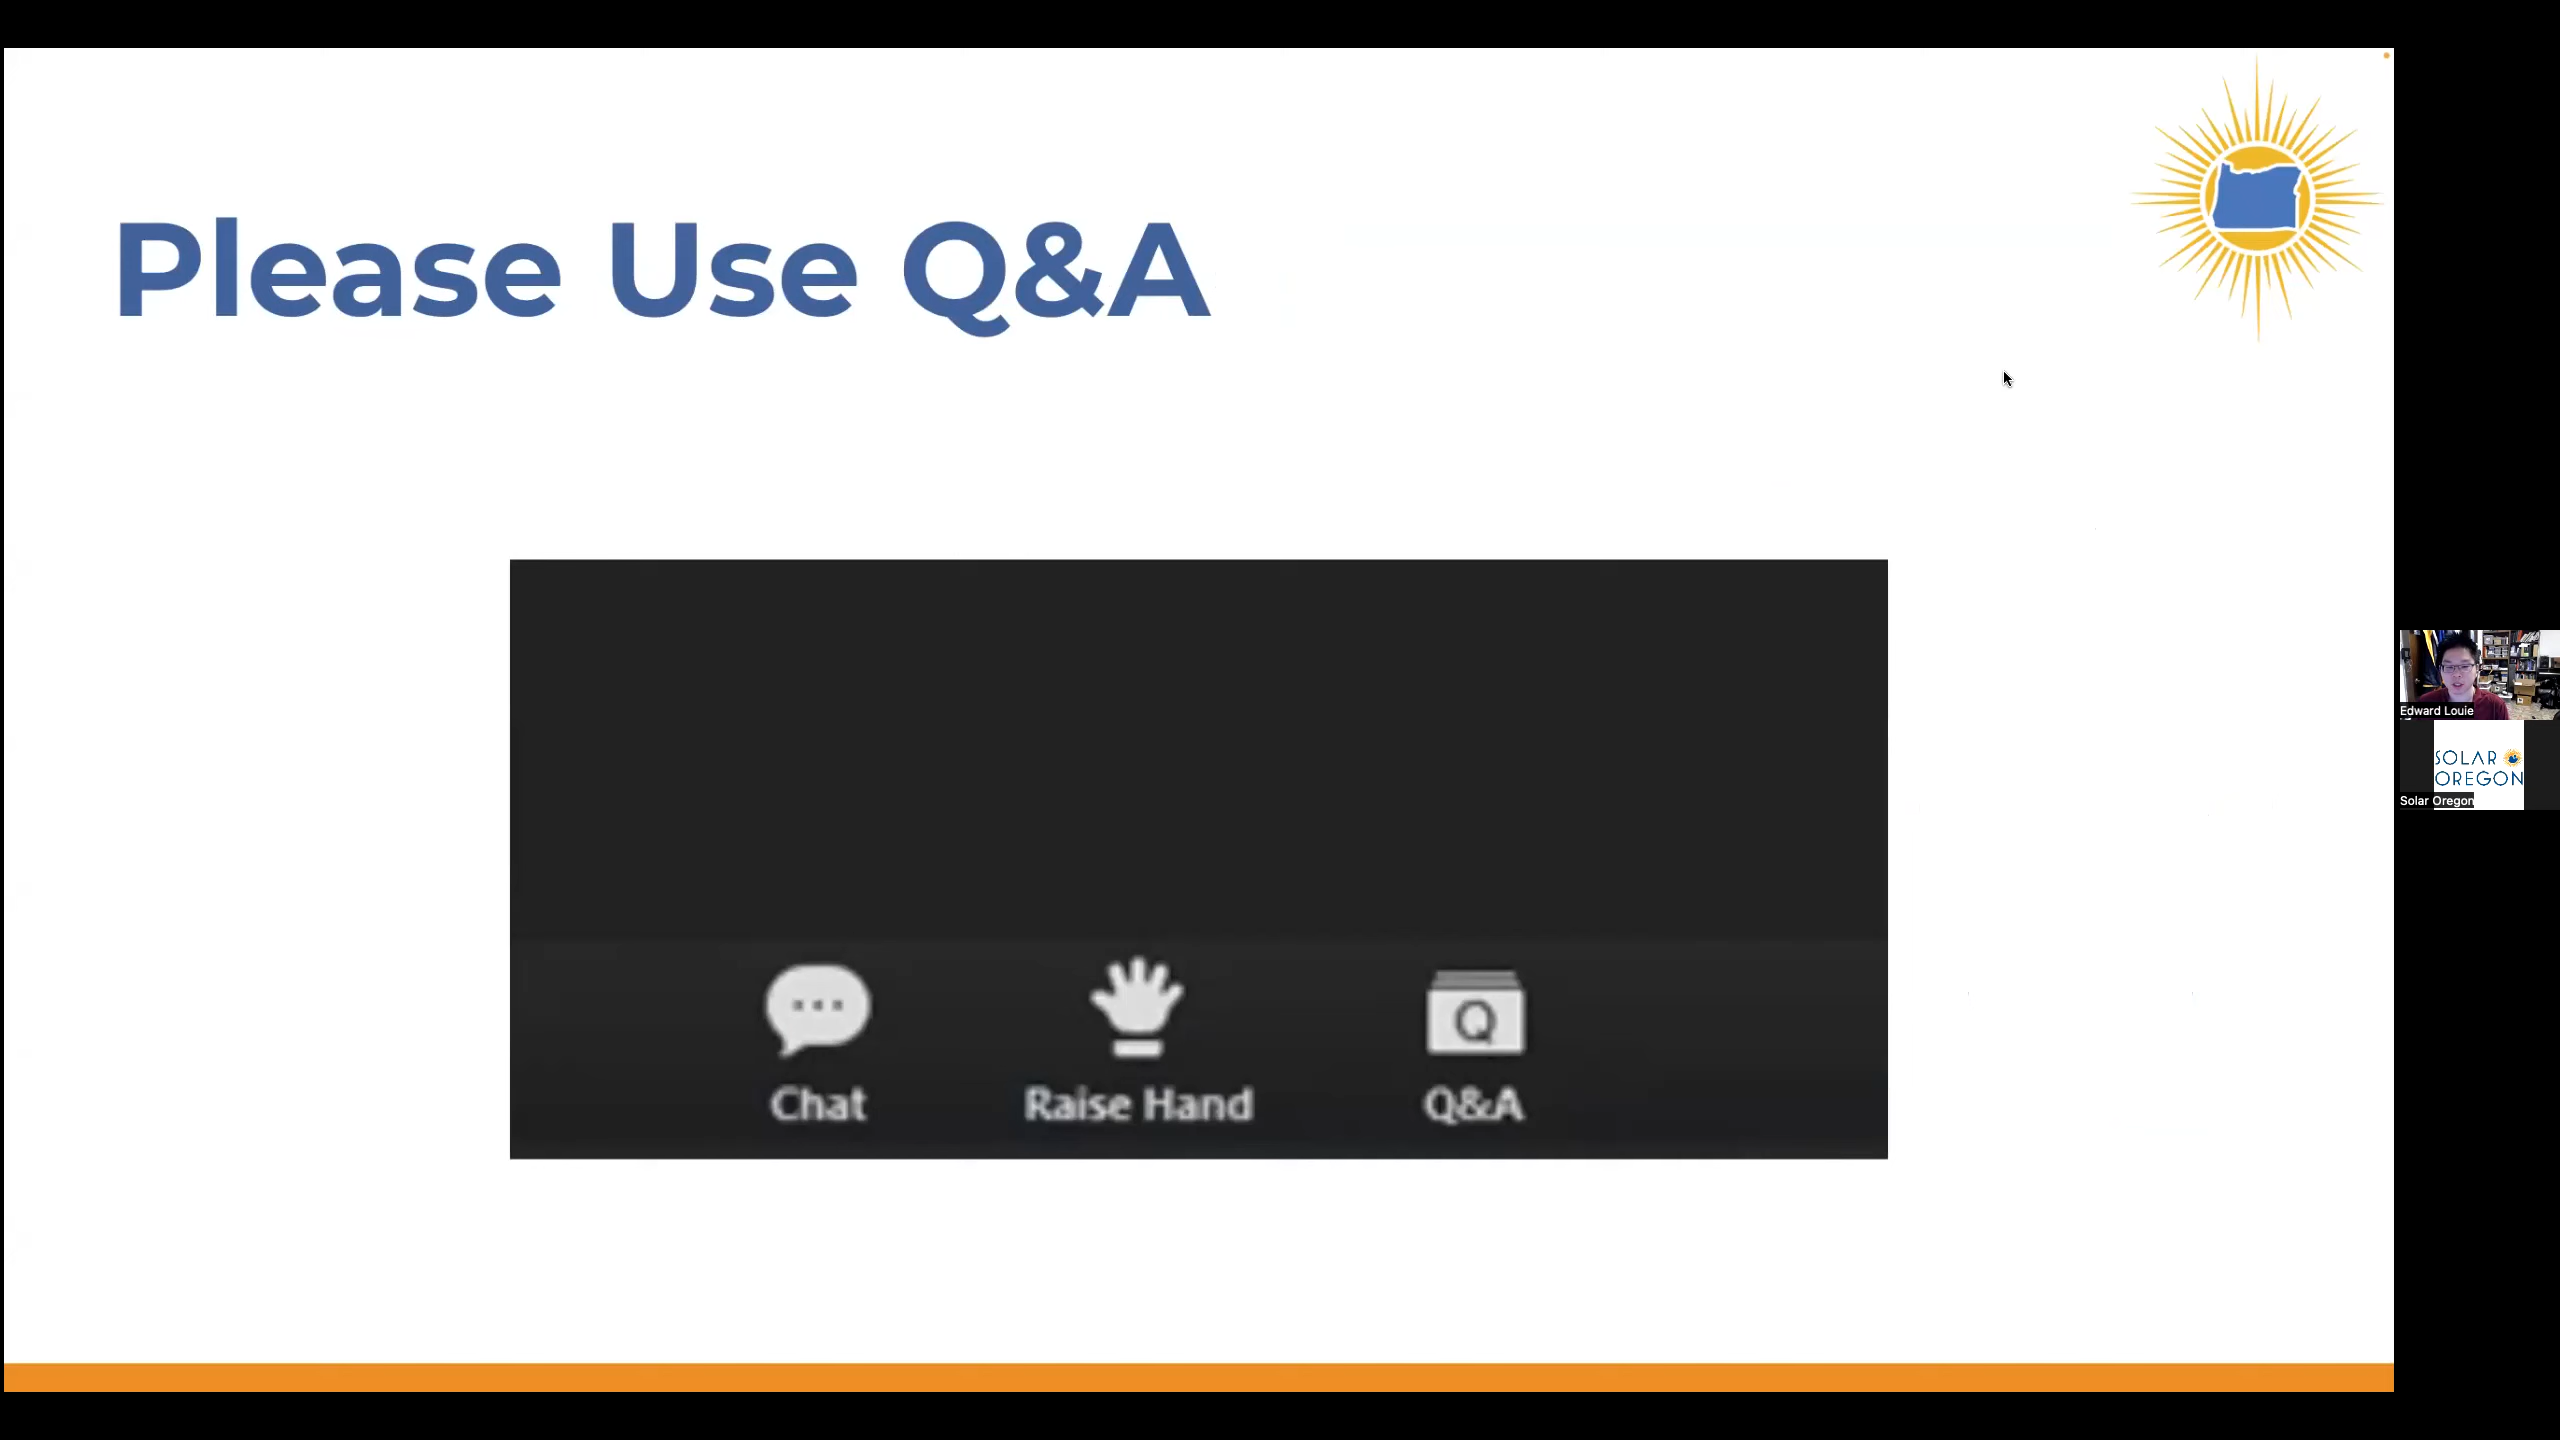 Please Use Q&A
Chat
Raise Hand
Q
Q&A
Edward Louie
SOLAR
OREGON
Solar Oregon